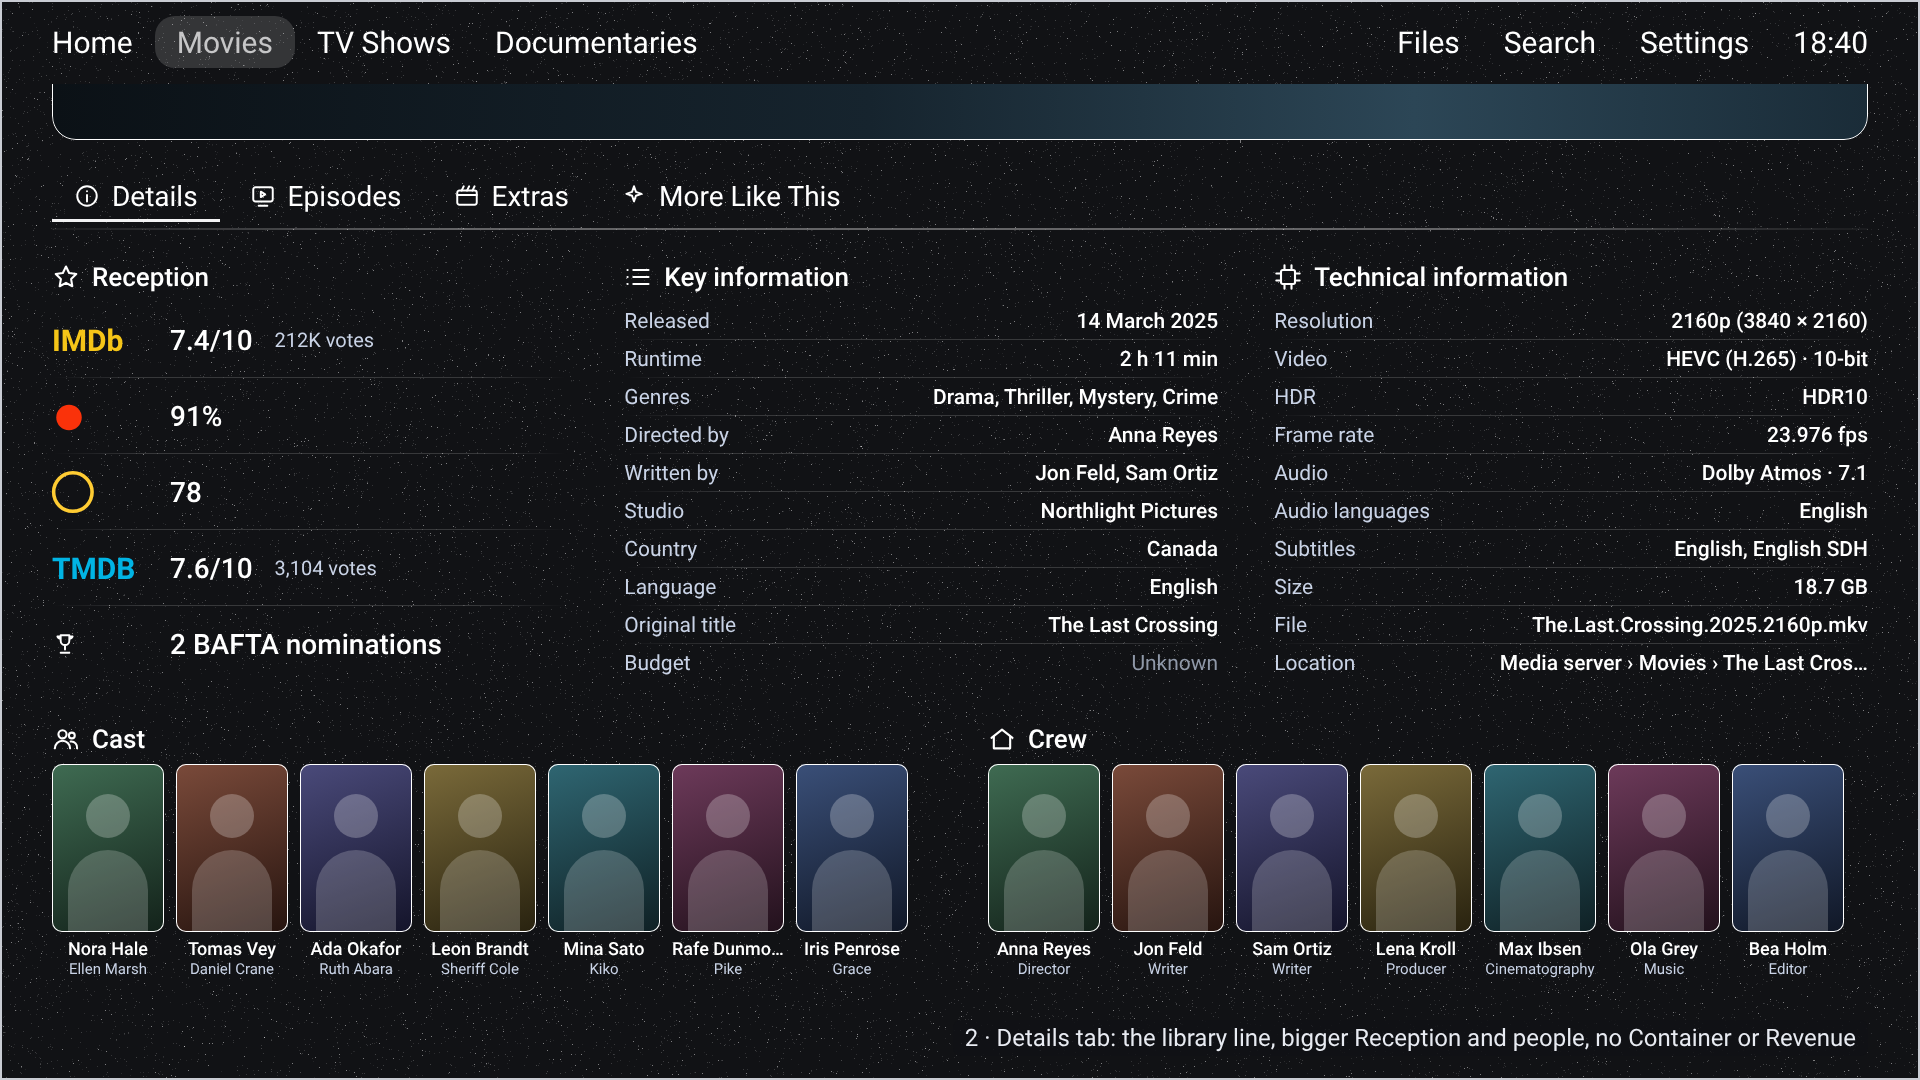 Home Movies TV Shows Documentaries Files Search Settings 18:40
Details Episodes Extras More Like This
Reception
IMDb 7.4/10 212K votes
91%
78
TMDB 7.6/10 3,104 votes
2 BAFTA nominations
Key information
Released 14 March 2025
Runtime 2 h 11 min
Genres Drama, Thriller, Mystery, Crime
Directed by Anna Reyes
Written by Jon Feld, Sam Ortiz
Studio Northlight Pictures
Country Canada
Language English
Original title The Last Crossing
Budget Unknown
Technical information
Resolution 2160p (3840 × 2160)
Video HEVC (H.265) · 10-bit
HDR HDR10
Frame rate 23.976 fps
Audio Dolby Atmos · 7.1
Audio languages English
Subtitles English, English SDH
Size 18.7 GB
File The.Last.Crossing.2025.2160p.mkv
Location Media server › Movies › The Last Cros…
Cast
Nora Hale Tomas Vey Ada Okafor Leon Brandt Mina Sato Rafe Dunmo… Iris Penrose
Ellen Marsh Daniel Crane Ruth Abara Sheriff Cole Kiko Pike Grace
Crew
Anna Reyes Jon Feld Sam Ortiz Lena Kroll Max Ibsen Ola Grey Bea Holm
Director Writer Writer Producer Cinematography Music Editor
2 · Details tab: the library line, bigger Reception and people, no Container or Revenue